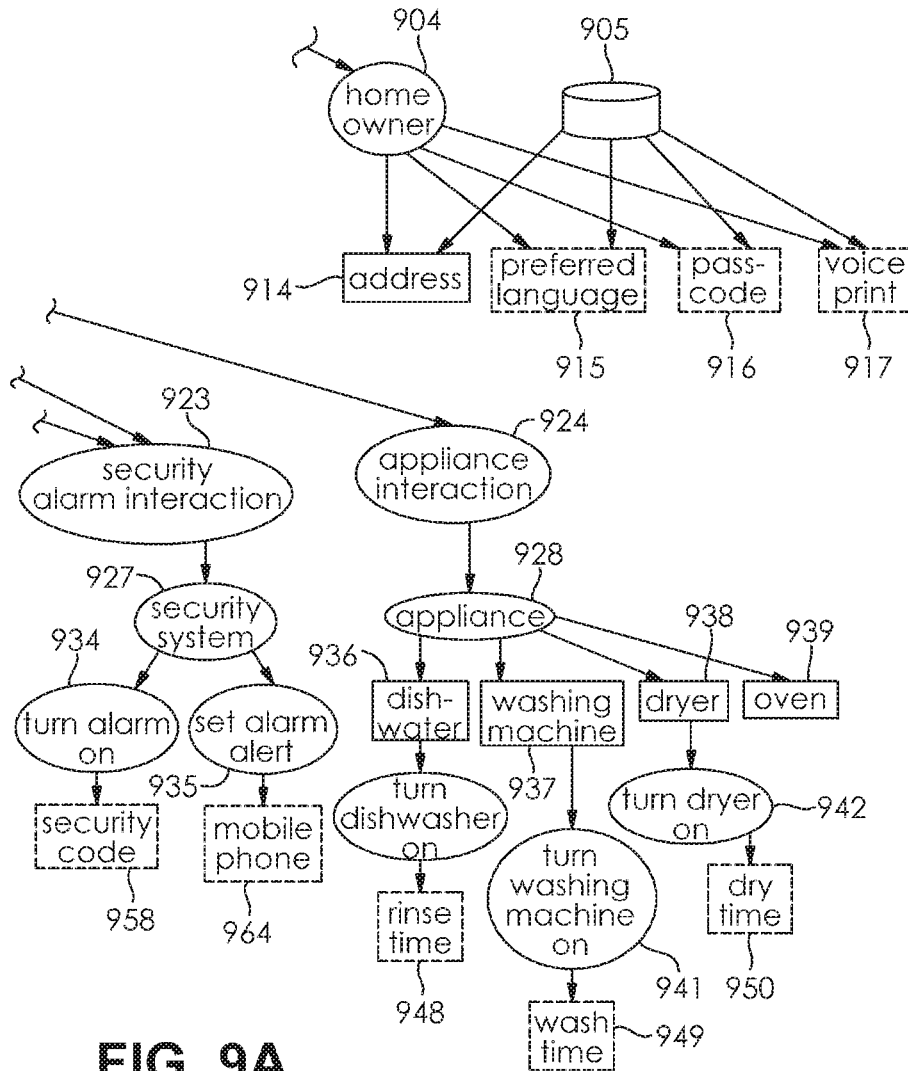 904
905
home
owner
914
address
preferred
language
pass-
code
voice
print
915
916
917
923
security
alarm interaction
924
appliance
interaction
927
security
system
928
appliance
934
turn alarm
on
935
set alarm
alert
936
dish-
water
washing
machine
937
938
dryer
939
oven
security
code
958
mobile
phone
964
turn
dishwasher
on
turn
washing
machine
on
941
turn dryer
on
942
rinse
time
948
dry
time
950
wash
time
949
FIG. 9A